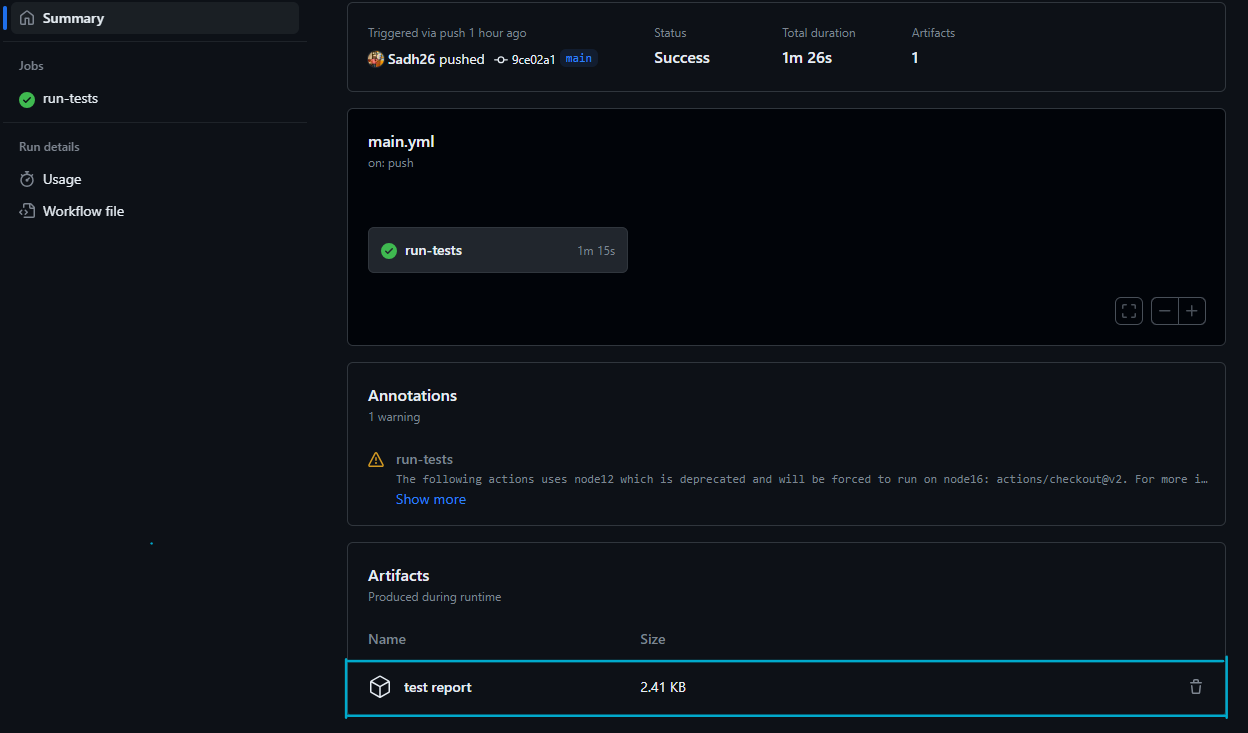 Summary
Jobs
run-tests
Run details
Usage
Workflow file
Triggered via push 1 hour ago
Sadh26 pushed 9ce02a1 main
Status
Success
Total duration
1m 26s
Artifacts
1
main.yml
on: push
run-tests 1m 15s
Annotations
1 warning
run-tests
The following actions uses node12 which is deprecated and will be forced to run on node16: actions/checkout@v2. For more i…
Show more
Artifacts
Produced during runtime
Name Size
test report 2.41 KB